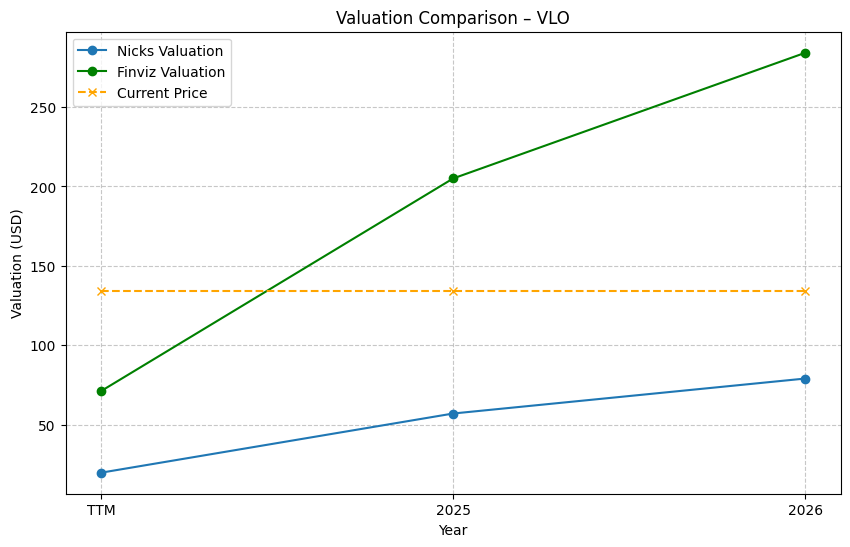 Valuation Comparison – VLO
Nicks Valuation
Finviz Valuation
Current Price
Valuation (USD)
250
200
150
100
50
TTM
2025
2026
Year